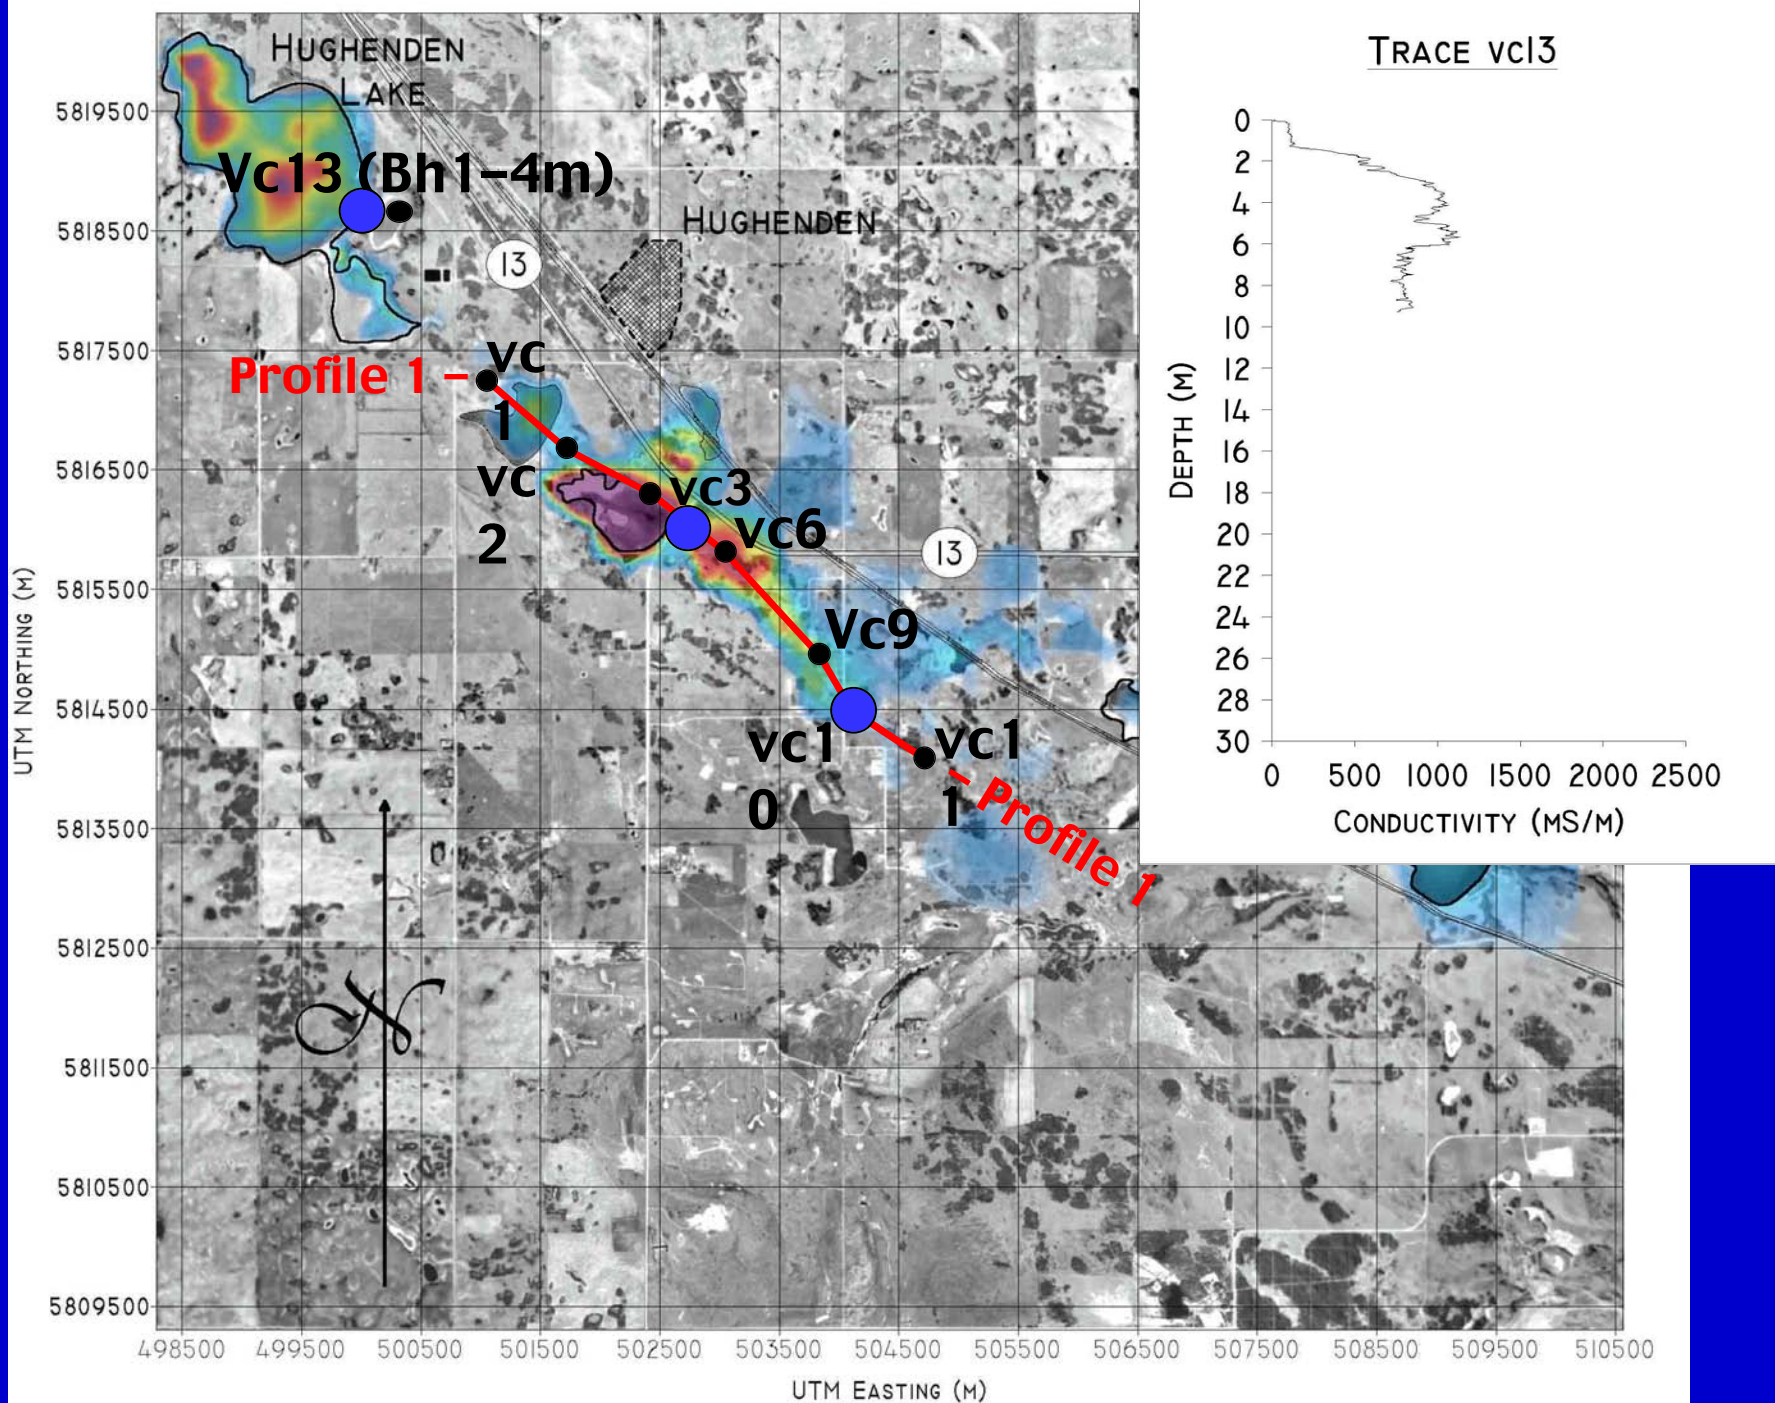 HUGHENDEN
LAKE
5819500
Vc13 (Bh1-4m)
5818500
HUGHENDEN
13
5817500
Profile 1
vc
1
5816500
vc
2
vc3
vc6
13
5815500
Vc9
5814500
vc1
0
vc1
1
Profile 1
5813500
5812500
N
5811500
5810500
5809500
UTM NORTHING (M)
498500 499500 500500 501500 502500 503500 504500 505500 506500 507500 508500 509500 510500
UTM EASTING (M)
TRACE VC13
0
2
4
6
8
10
12
14
16
18
20
22
24
26
28
30
DEPTH (M)
0 500 1000 1500 2000 2500
CONDUCTIVITY (MS/M)